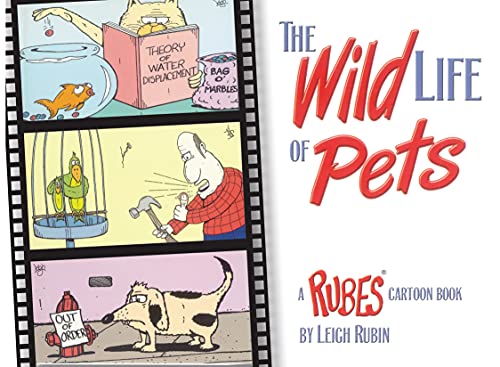 THEORY
OF WATER
DISPLACEMENT
BAG
O'
MARBLES
OUT
OF
ORDER
THE
Wild LIFE
OF Pets
A RUBES® CARTOON BOOK
BY LEIGH RUBIN